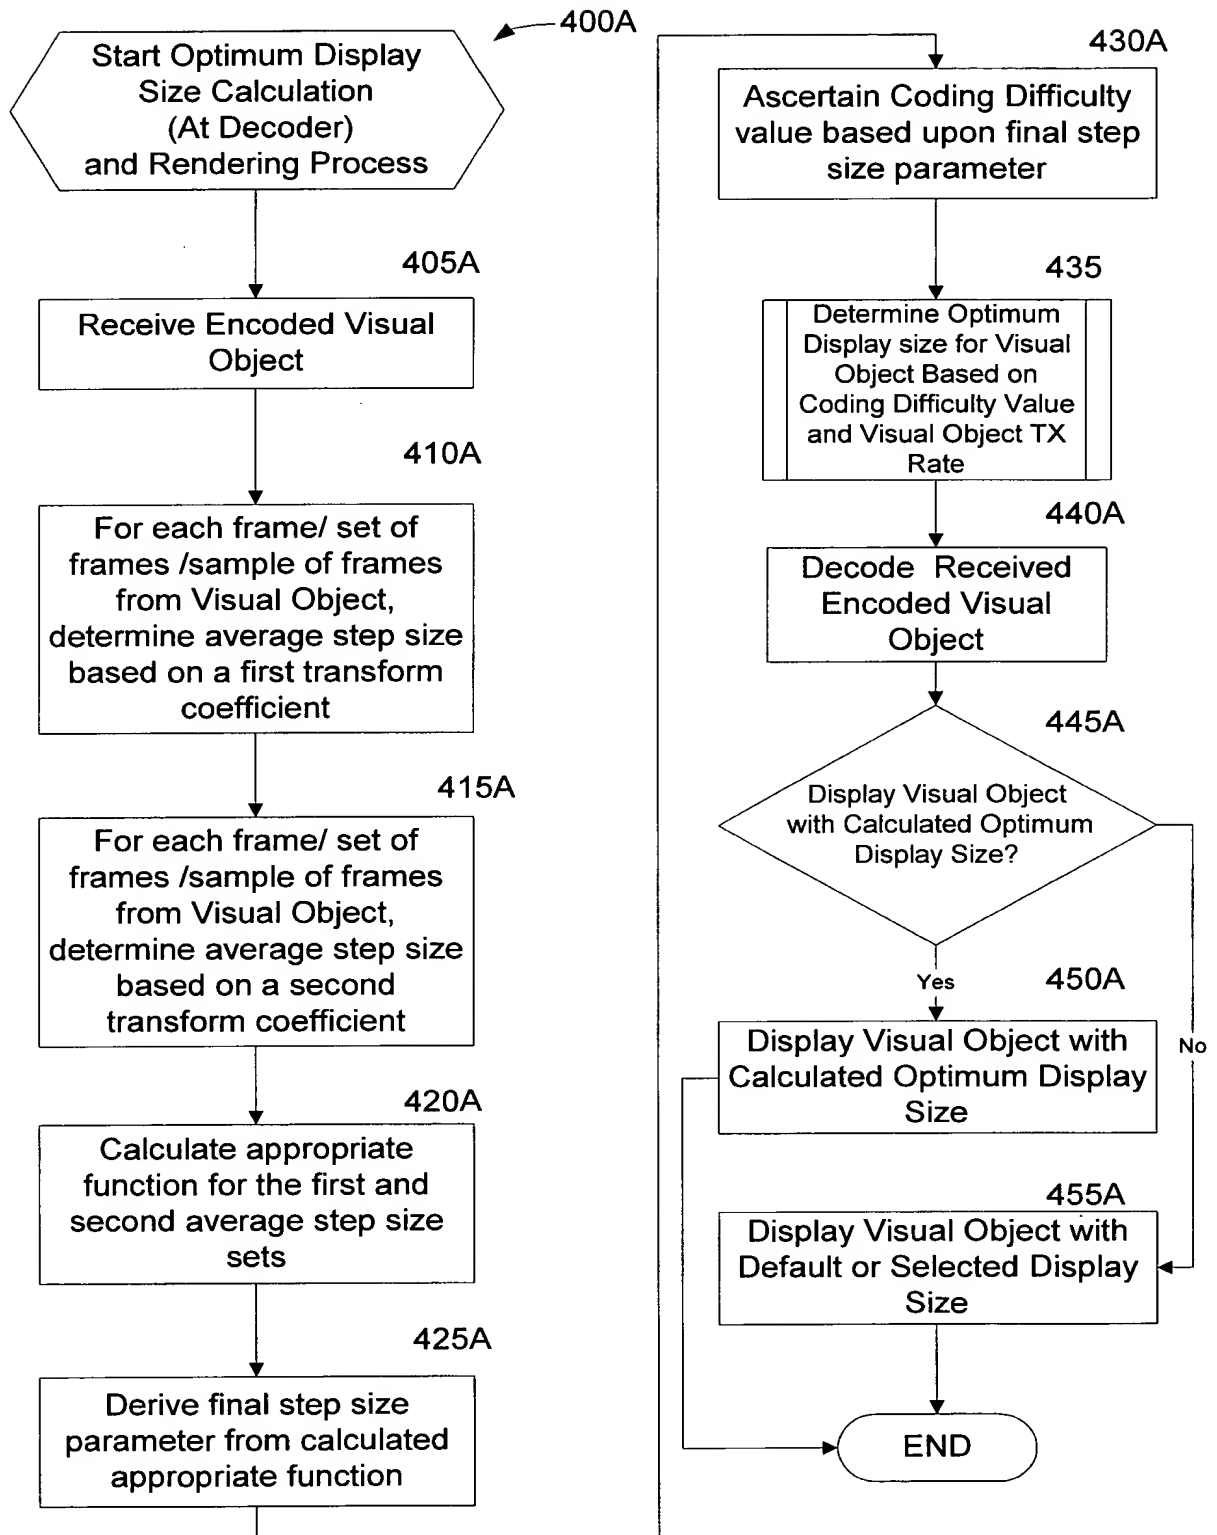 400A
Start Optimum Display
Size Calculation
(At Decoder)
and Rendering Process
405A
Receive Encoded Visual
Object
410A
For each frame/ set of
frames /sample of frames
from Visual Object,
determine average step size
based on a first transform
coefficient
415A
For each frame/ set of
frames /sample of frames
from Visual Object,
determine average step size
based on a second
transform coefficient
420A
Calculate appropriate
function for the first and
second average step size
sets
425A
Derive final step size
parameter from calculated
appropriate function
430A
Ascertain Coding Difficulty
value based upon final step
size parameter
435
Determine Optimum
Display size for Visual
Object Based on
Coding Difficulty Value
and Visual Object TX
Rate
440A
Decode Received
Encoded Visual
Object
445A
Display Visual Object
with Calculated Optimum
Display Size?
Yes
No
450A
Display Visual Object with
Calculated Optimum Display
Size
455A
Display Visual Object with
Default or Selected Display
Size
END